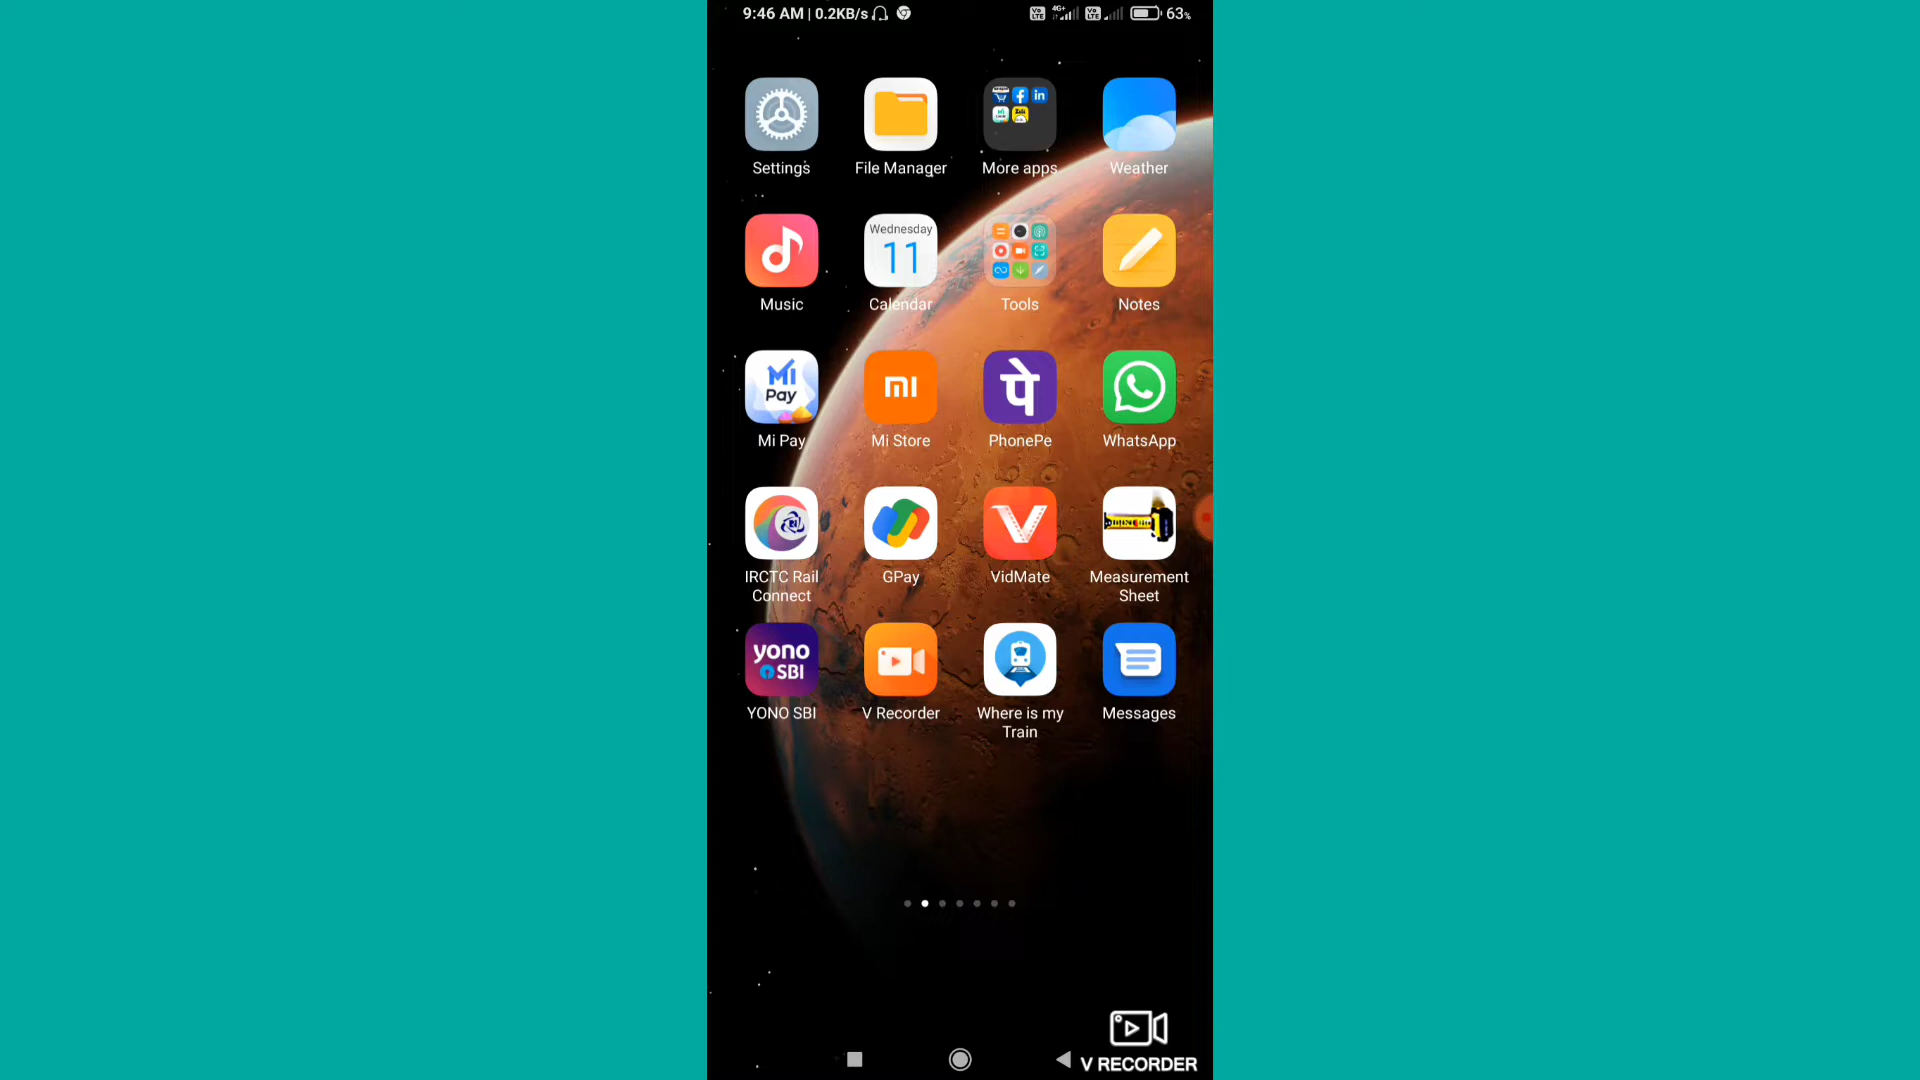 9:46 AM | 0.2KB/s 4G+ 63%
Settings File Manager More apps Weather
Wednesday
11
Music Calendar Tools Notes
Mi Pay mi पे
Mi Pay Mi Store PhonePe WhatsApp
IRCTC Rail Connect GPay VidMate Measurement Sheet
yono SBI
YONO SBI V Recorder Where is my Train Messages
V RECORDER